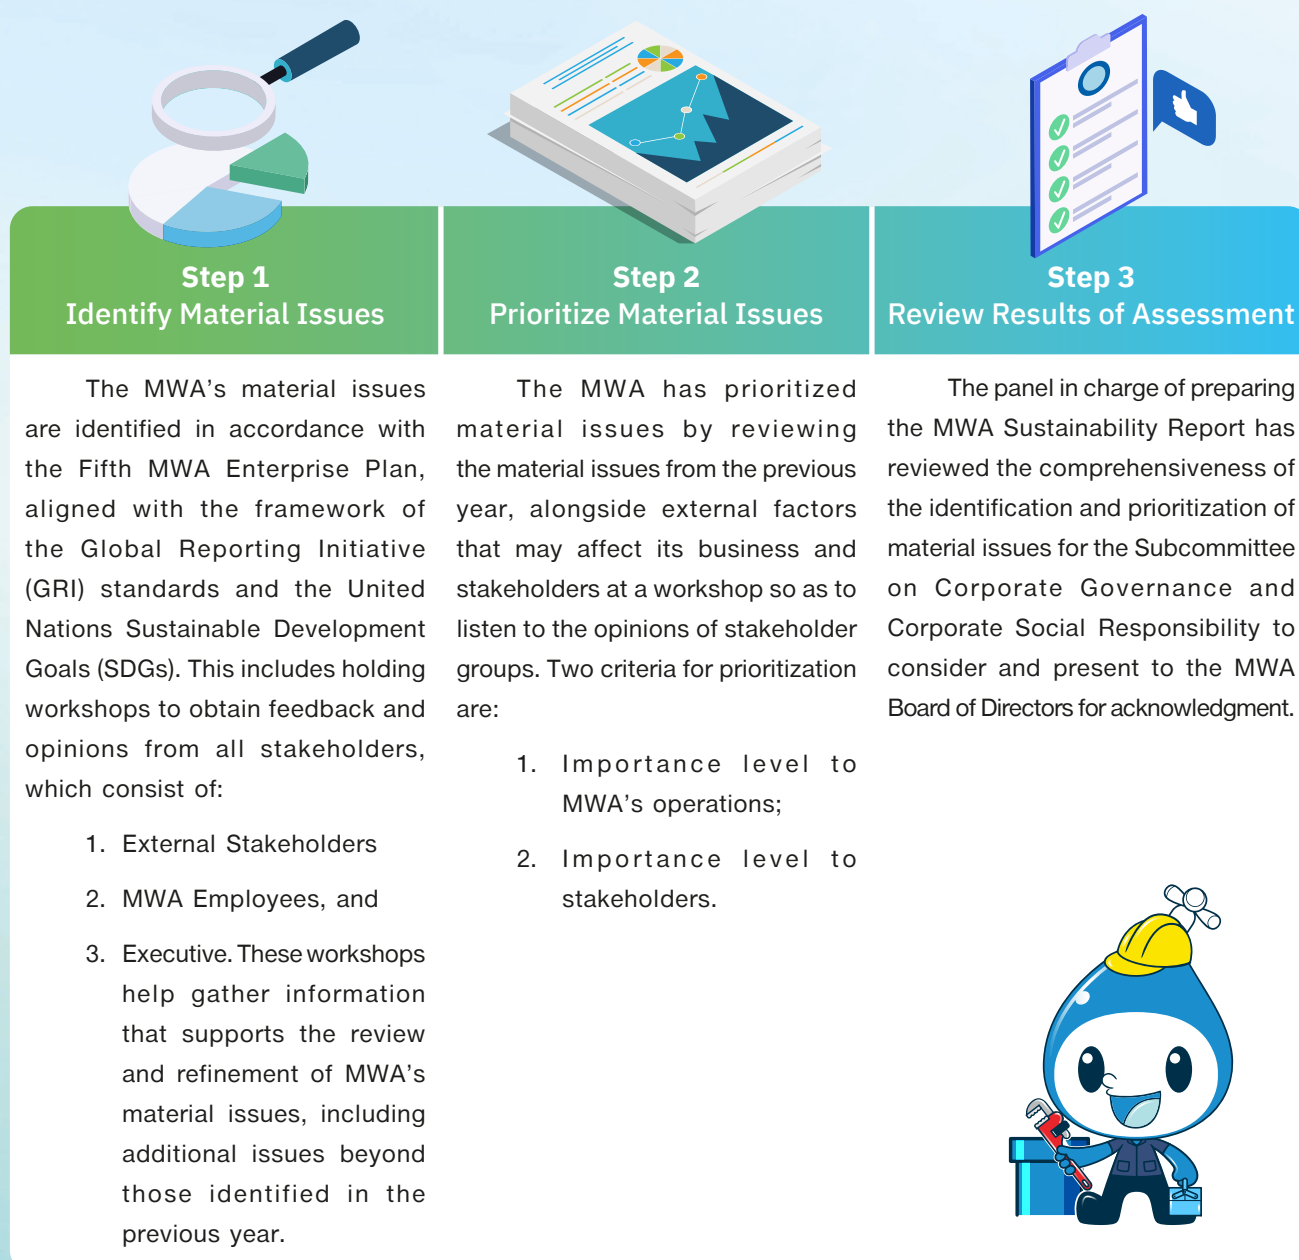 Step 1
Identify Material Issues
The MWA's material issues
are identified in accordance with
the Fifth MWA Enterprise Plan,
aligned with the framework of
the Global Reporting Initiative
(GRI) standards and the United
Nations Sustainable Development
Goals (SDGs). This includes holding
workshops to obtain feedback and
opinions from all stakeholders,
which consist of:
1. External Stakeholders
2. MWA Employees, and
3. Executive. These workshops
help gather information
that supports the review
and refinement of MWA's
material issues, including
additional issues beyond
those identified in the
previous year.
Step 2
Prioritize Material Issues
The MWA has prioritized
material issues by reviewing
the material issues from the previous
year, alongside external factors
that may affect its business and
stakeholders at a workshop so as to
listen to the opinions of stakeholder
groups. Two criteria for prioritization
are:
1. Importance level to
MWA's operations;
2. Importance level to
stakeholders.
Step 3
Review Results of Assessment
The panel in charge of preparing
the MWA Sustainability Report has
reviewed the comprehensiveness of
the identification and prioritization of
material issues for the Subcommittee
on Corporate Governance and
Corporate Social Responsibility to
consider and present to the MWA
Board of Directors for acknowledgment.